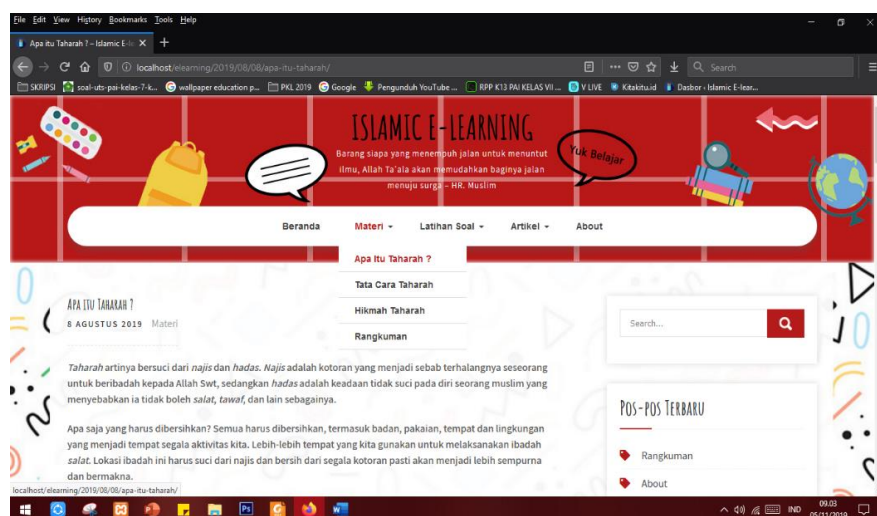 File Edit View History Bookmarks Tools Help
Apa itu Taharah ? – Islamic E-le
localhost/elearning/2019/08/08/apa-itu-taharah/
Search
SKRIPSI soal-uts-pai-kelas-7-k... wallpaper education p... PKL 2019 Google Pengunduh YouTube ... RPP K13 PAI KELAS VII ... V LIVE Kitakitu.id Dasbor ‹ Islamic E-lear...
ISLAMIC E-LEARNING
Barang siapa yang menempuh jalan untuk menuntut
ilmu, Allah Ta'ala akan memudahkan baginya jalan
menuju surga – HR. Muslim
Yuk Belajar
Beranda Materi Latihan Soal Artikel About
Apa Itu Taharah ?
Tata Cara Taharah
Hikmah Taharah
Rangkuman
Apa itu Taharah ?
8 AGUSTUS 2019 Materi
Taharah artinya bersuci dari najis dan hadas. Najis adalah kotoran yang menjadi sebab terhalangnya seseorang
untuk beribadah kepada Allah Swt, sedangkan hadas adalah keadaan tidak suci pada diri seorang muslim yang
menyebabkan ia tidak boleh salat, tawaf, dan lain sebagainya.
Apa saja yang harus dibersihkan? Semua harus dibersihkan, termasuk badan, pakaian, tempat dan lingkungan
yang menjadi tempat segala aktivitas kita. Lebih-lebih tempat yang kita gunakan untuk melaksanakan ibadah
salat. Lokasi ibadah ini harus suci dari najis dan bersih dari segala kotoran pasti akan menjadi lebih sempurna
dan bermakna.
Search...
Pos-pos Terbaru
Rangkuman
About
localhost/elearning/2019/08/08/apa-itu-taharah/
IND
09.03
05/11/2019